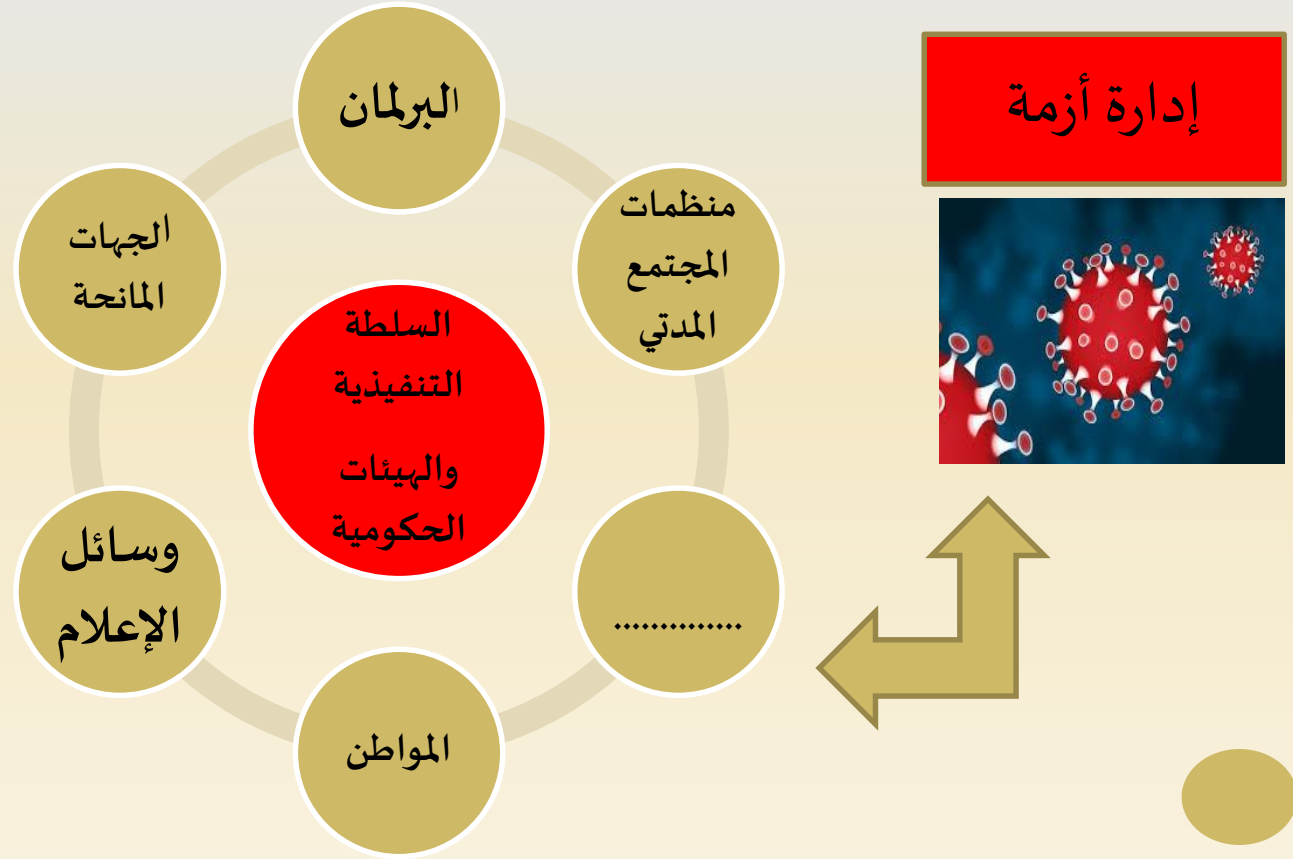 إدارة أزمة
البرلمان
منظمات
المجتمع
المدتي
..............
المواطن
وسائل
الإعلام
الجهات
المانحة
السلطة
التنفيذية
والهيئات
الحكومية